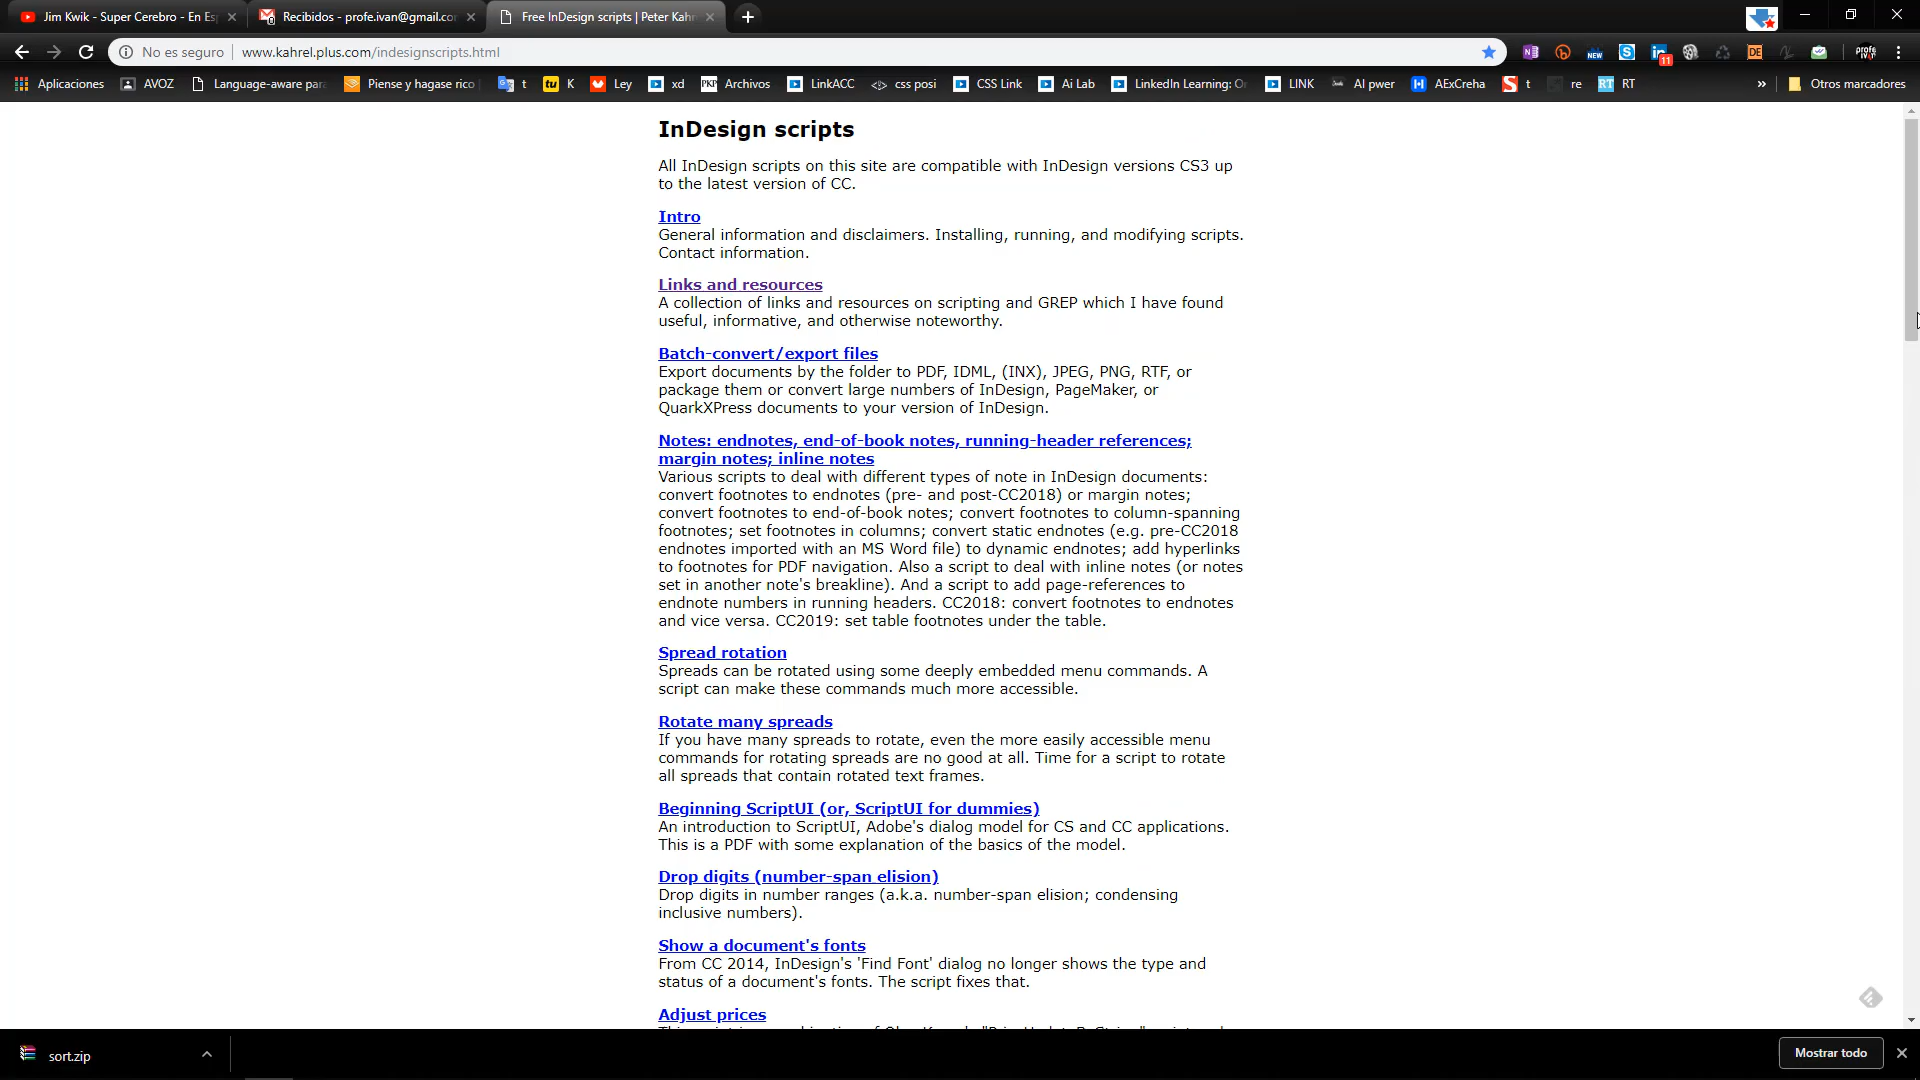 Jim Kwik - Super Cerebro - En Es
Recibidos - profe.ivan@gmail.co
Free InDesign scripts | Peter Kahr
No es seguro
www.kahrel.plus.com/indesignscripts.html
NEW
11
DE
Aplicaciones
AVOZ
Language-aware par
Piense y hagase rico
t
tu K
Ley
xd
PKP Archivos
LinkACC
css posi
CSS Link
Ai Lab
LinkedIn Learning: O
LINK
AI pwer
AExCreha
t
re
RT RT
»
Otros marcadores
InDesign scripts
All InDesign scripts on this site are compatible with InDesign versions CS3 up
to the latest version of CC.
Intro
General information and disclaimers. Installing, running, and modifying scripts.
Contact information.
Links and resources
A collection of links and resources on scripting and GREP which I have found
useful, informative, and otherwise noteworthy.
Batch-convert/export files
Export documents by the folder to PDF, IDML, (INX), JPEG, PNG, RTF, or
package them or convert large numbers of InDesign, PageMaker, or
QuarkXPress documents to your version of InDesign.
Notes: endnotes, end-of-book notes, running-header references;
margin notes; inline notes
Various scripts to deal with different types of note in InDesign documents:
convert footnotes to endnotes (pre- and post-CC2018) or margin notes;
convert footnotes to end-of-book notes; convert footnotes to column-spanning
footnotes; set footnotes in columns; convert static endnotes (e.g. pre-CC2018
endnotes imported with an MS Word file) to dynamic endnotes; add hyperlinks
to footnotes for PDF navigation. Also a script to deal with inline notes (or notes
set in another note's breakline). And a script to add page-references to
endnote numbers in running headers. CC2018: convert footnotes to endnotes
and vice versa. CC2019: set table footnotes under the table.
Spread rotation
Spreads can be rotated using some deeply embedded menu commands. A
script can make these commands much more accessible.
Rotate many spreads
If you have many spreads to rotate, even the more easily accessible menu
commands for rotating spreads are no good at all. Time for a script to rotate
all spreads that contain rotated text frames.
Beginning ScriptUI (or, ScriptUI for dummies)
An introduction to ScriptUI, Adobe's dialog model for CS and CC applications.
This is a PDF with some explanation of the basics of the model.
Drop digits (number-span elision)
Drop digits in number ranges (a.k.a. number-span elision; condensing
inclusive numbers).
Show a document's fonts
From CC 2014, InDesign's 'Find Font' dialog no longer shows the type and
status of a document's fonts. The script fixes that.
Adjust prices
sort.zip
Mostrar todo